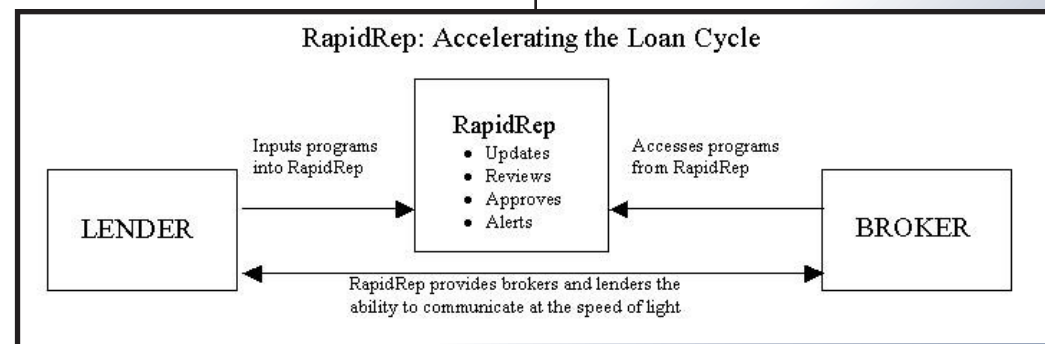 RapidRep: Accelerating the Loan Cycle
RapidRep
• Updates
• Reviews
• Approves
• Alerts
Inputs programs
into RapidRep
Accesses programs
from RapidRep
LENDER
BROKER
RapidRep provides brokers and lenders the
ability to communicate at the speed of light